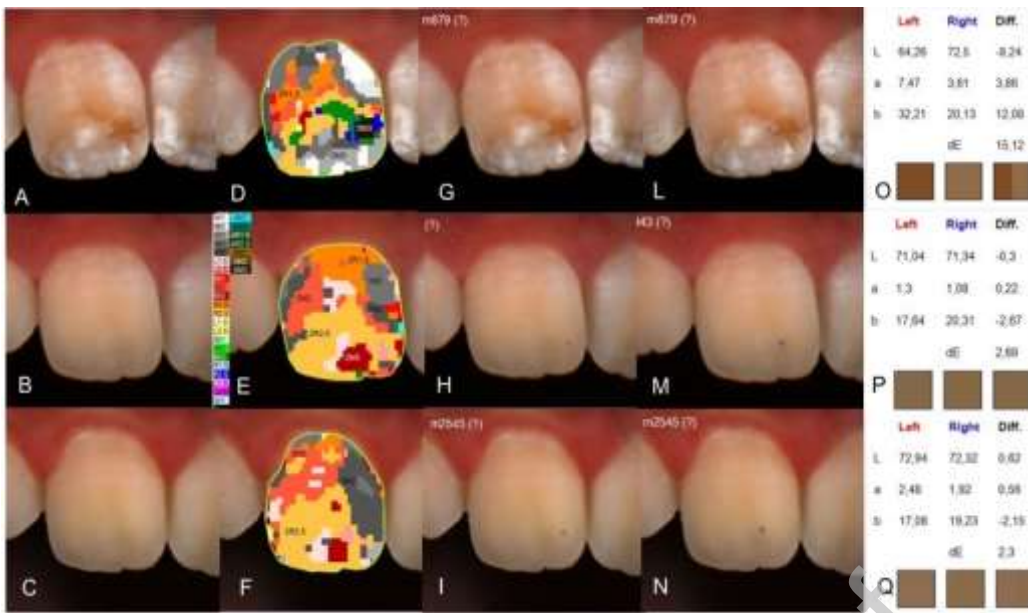 m679 (?)
m679 (?)
A
D
G
L
Left Right Diff.
L 64,26 72,5 -8,24
a 7,47 3,61 3,86
b 32,21 20,13 12,08
dE 15,12
O
(?)
I43 (?)
B
E
H
M
Left Right Diff.
L 71,04 71,34 -0,3
a 1,3 1,08 0,22
b 17,64 20,31 -2,67
dE 2,69
P
m2545 (?)
m2545 (?)
C
F
I
N
Left Right Diff.
L 72,94 72,32 0,62
a 2,48 1,92 0,56
b 17,08 19,23 -2,15
dE 2,3
Q